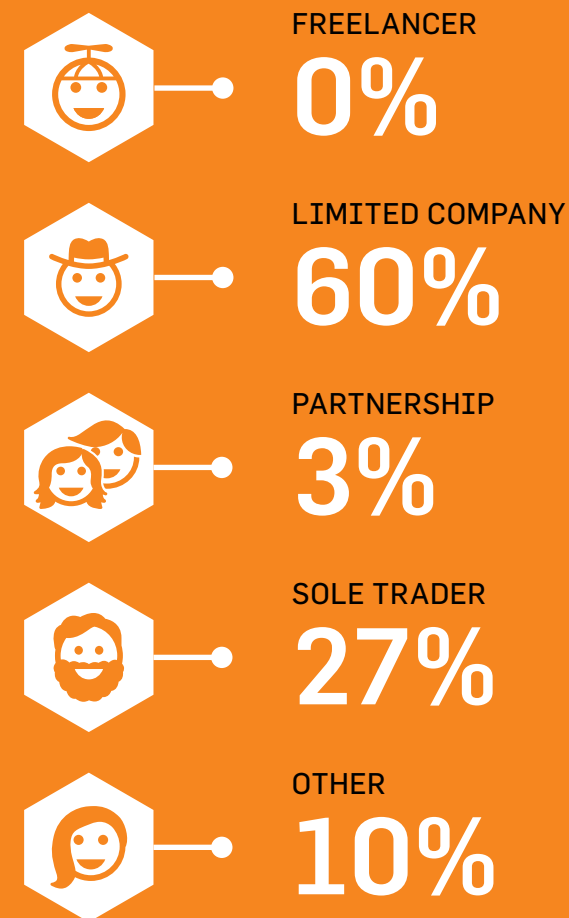 FREELANCER
0%
LIMITED COMPANY
60%
PARTNERSHIP
3%
SOLE TRADER
27%
OTHER
10%